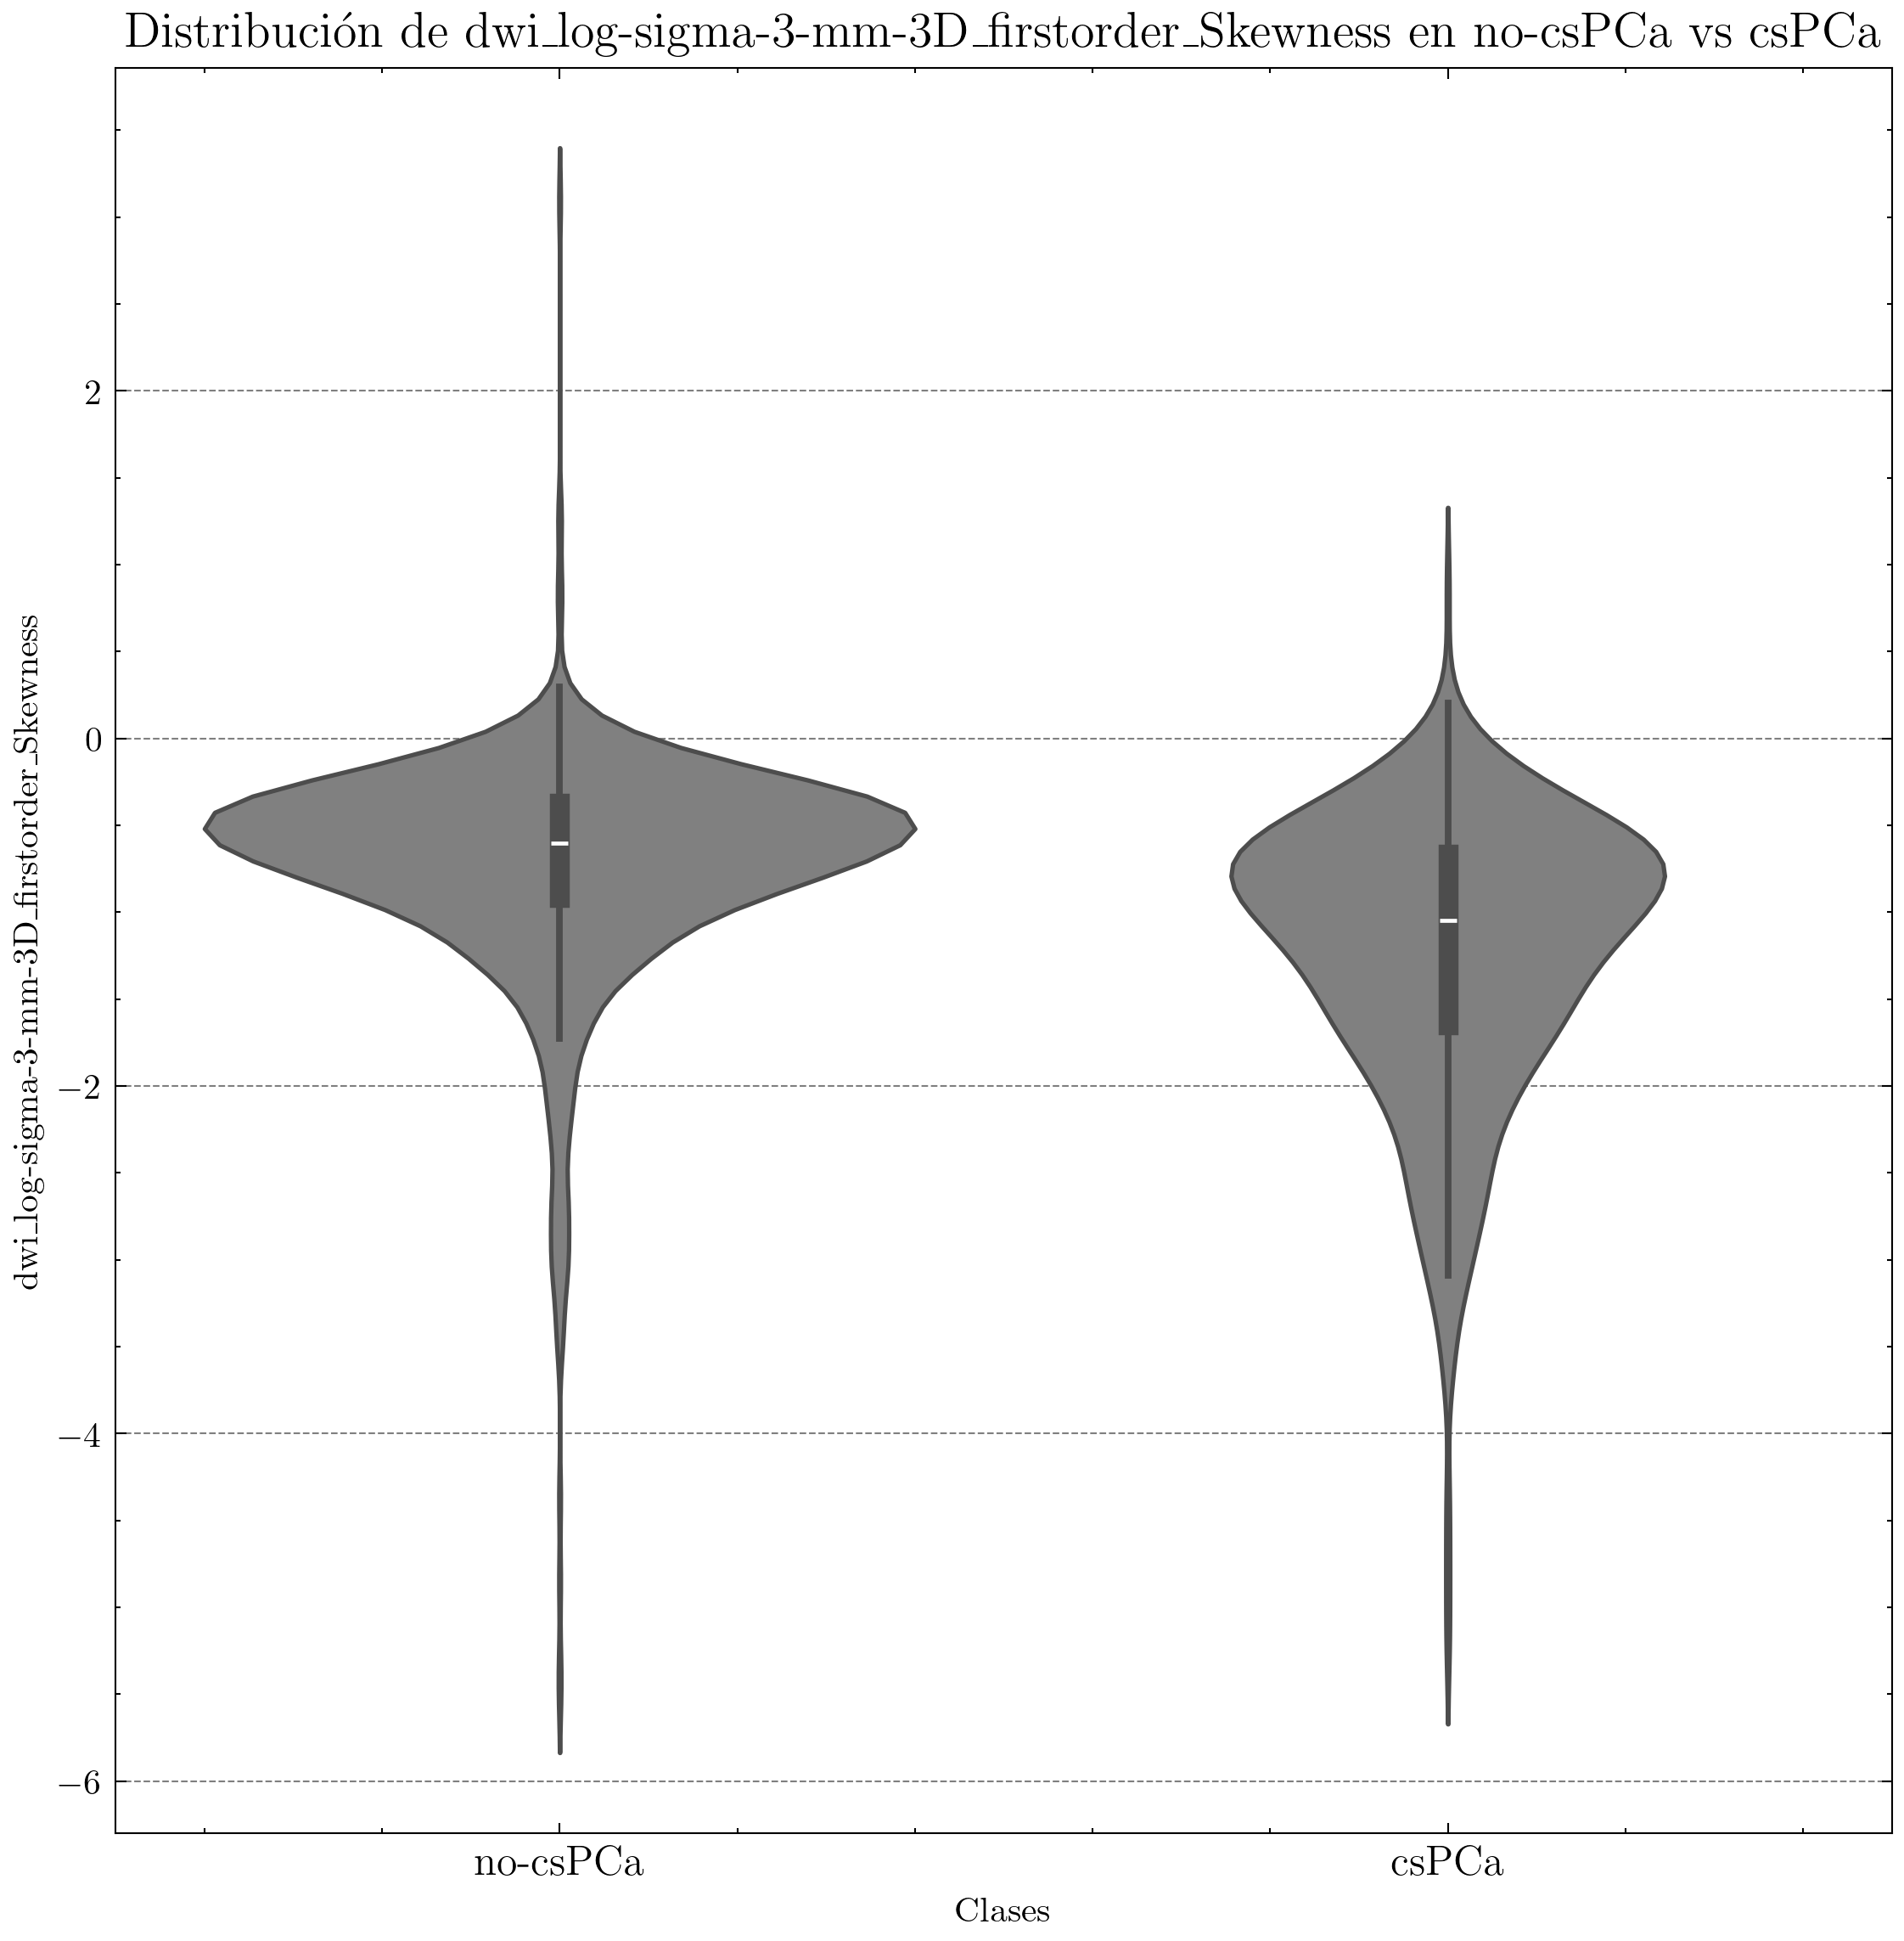 Distribución de dwi_log-sigma-3-mm-3D_firstorder_Skewness en no-csPCa vs csPCa
dwi_log-sigma-3-mm-3D_firstorder_Skewness
2
0
−2
−4
−6
no-csPCa
csPCa
Clases